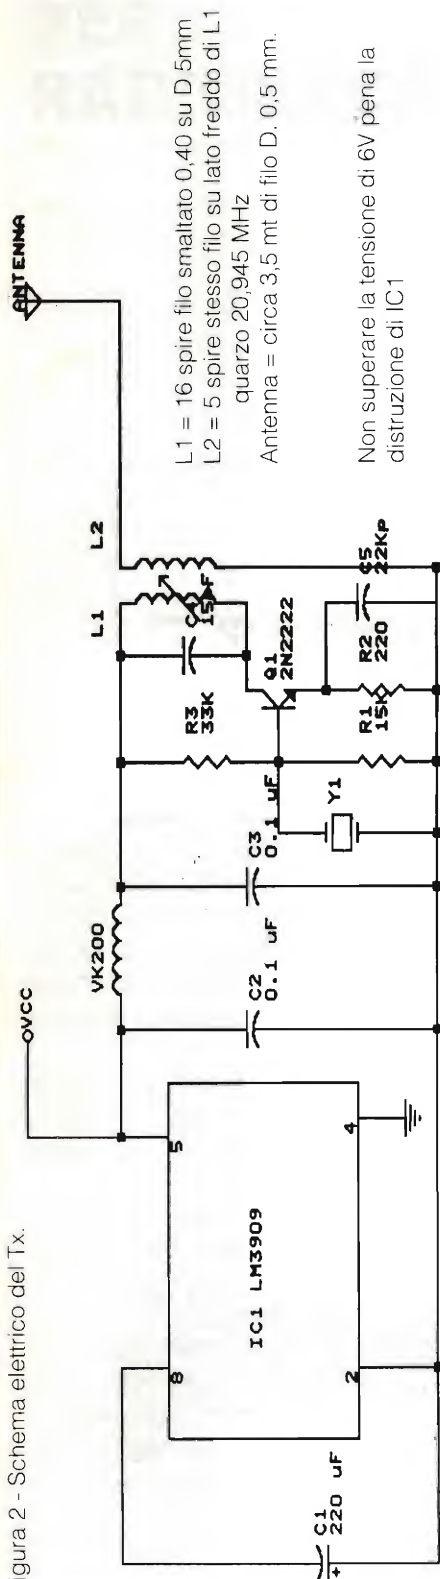 igura 2 - Schema elettrico del Tx.
VCC
VK200
L1
L2
ANTENNA
5
8
IC1 LM3909
4
2
C1
220 uF
+
C2
0.1 uF
C3
0.1 uF
R3
33K
Y1
Q1
2N2222
R1
15K
R2
220
C5
22Kp
L1 = 16 spire filo smaltato 0,40 su D 5mm
L2 = 5 spire stesso filo su lato freddo di L1
quarzo 20,945 MHz
Antenna = circa 3,5 mt di filo D. 0,5 mm.
Non superare la tensione di 6V pena la
distruzione di IC1